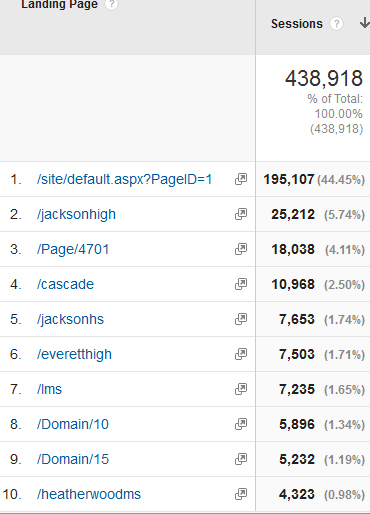 Landing Page ?
Sessions ?
438,918
% of Total:
100.00%
(438,918)
1. /site/default.aspx?PageID=1 195,107 (44.45%)
2. /jacksonhigh 25,212 (5.74%)
3. /Page/4701 18,038 (4.11%)
4. /cascade 10,968 (2.50%)
5. /jacksonhs 7,653 (1.74%)
6. /everetthigh 7,503 (1.71%)
7. /lms 7,235 (1.65%)
8. /Domain/10 5,896 (1.34%)
9. /Domain/15 5,232 (1.19%)
10. /heatherwoodms 4,323 (0.98%)